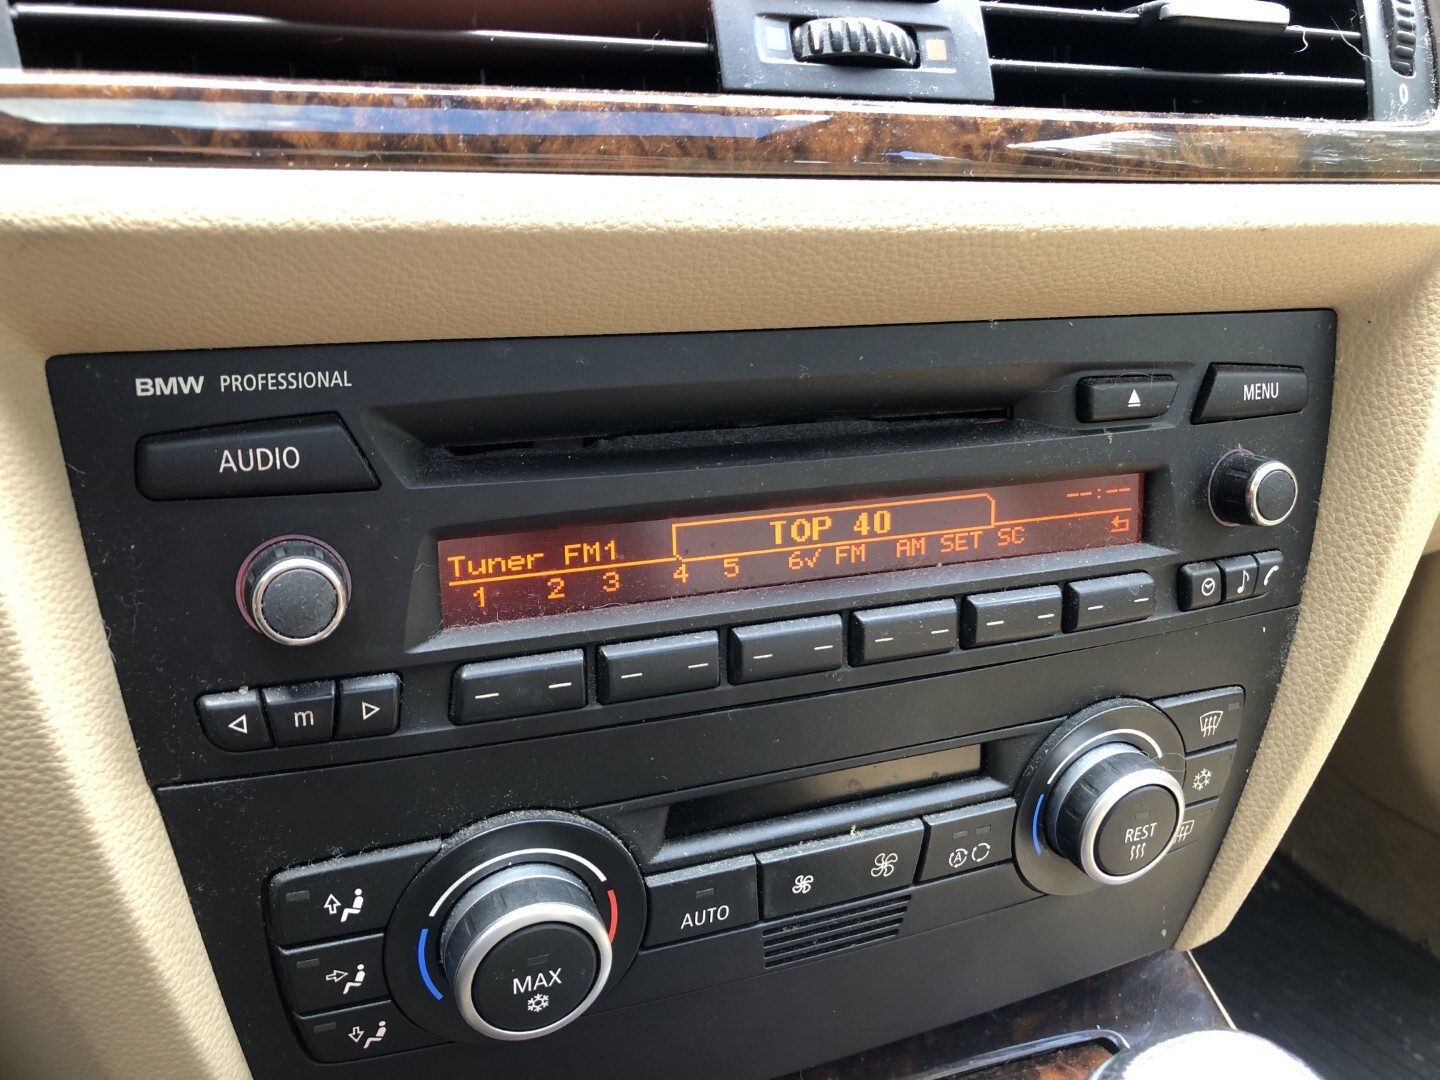 0
BMW PROFESSIONAL
MENU
AUDIO
TOP 40
--:--
Tuner FM1
1 2 3 4 5 6√ FM AM SET SC
m
REST
AUTO
A
MAX